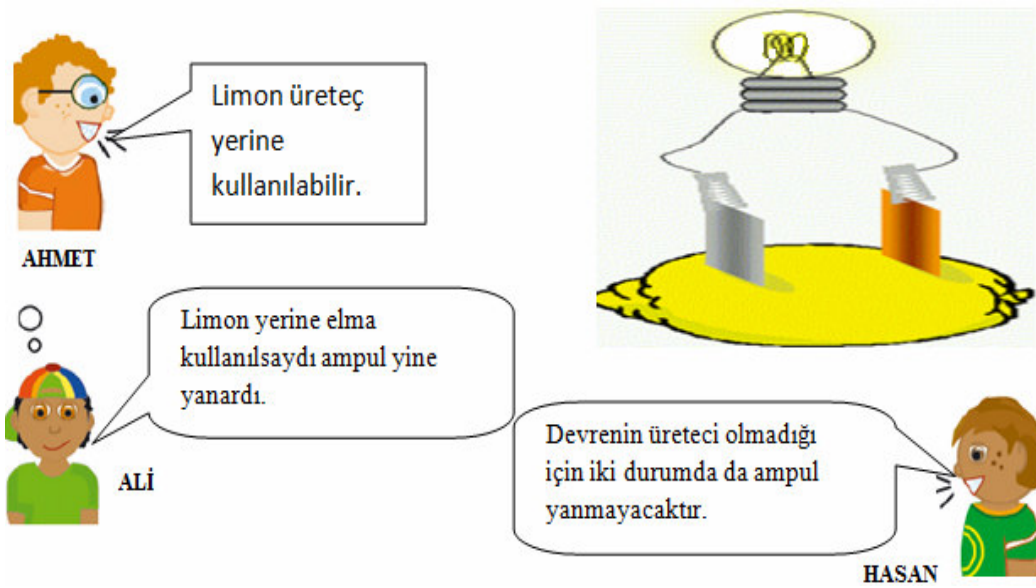 Limon üreteç
yerine
kullanılabilir.
AHMET
Limon yerine elma
kullanılsaydı ampul yine
yanardı.
ALİ
Devrenin üreteci olmadığı
için iki durumda da ampul
yanmayacaktır.
HASAN